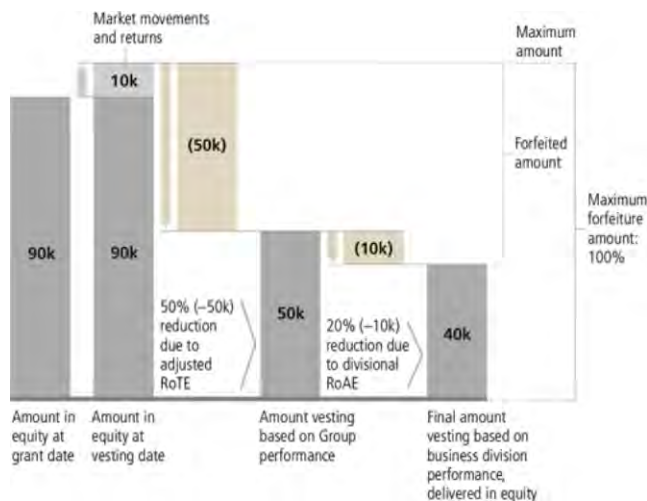 Market movements
and returns
Maximum
amount
10k
(50k)
Forfeited
amount
Maximum
forfeiture
amount:
100%
90k
90k
(10k)
50% (–50k)
reduction
due to
adjusted
RoTE
50k
20% (–10k)
reduction due
to divisional
RoAE
40k
Amount in
equity at
grant date
Amount in
equity at
vesting date
Amount vesting
based on Group
performance
Final amount
vesting based on
business division
performance,
delivered in equity